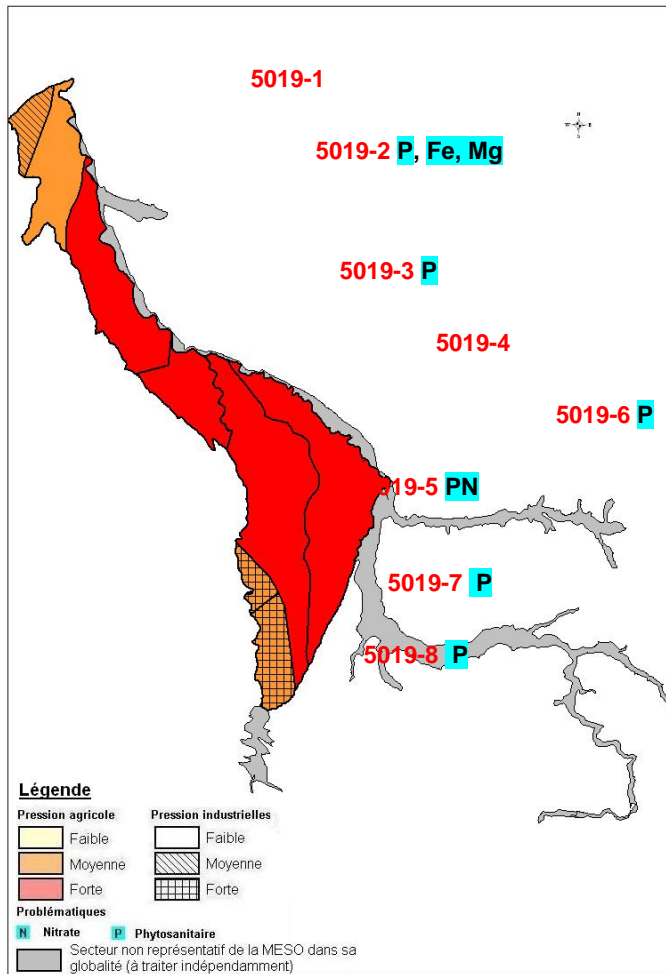 5019-1
5019-2 P, Fe, Mg
5019-3 P
5019-4
5019-6 P
019-5 PN
5019-7 P
5019-8 P
Légende
Pression agricole
Pression industrielles
Faible
Faible
Moyenne
Moyenne
Forte
Forte
Problématiques
N Nitrate P Phytosanitaire
Secteur non représentatif de la MESO dans sa
globalité (à traiter indépendamment)